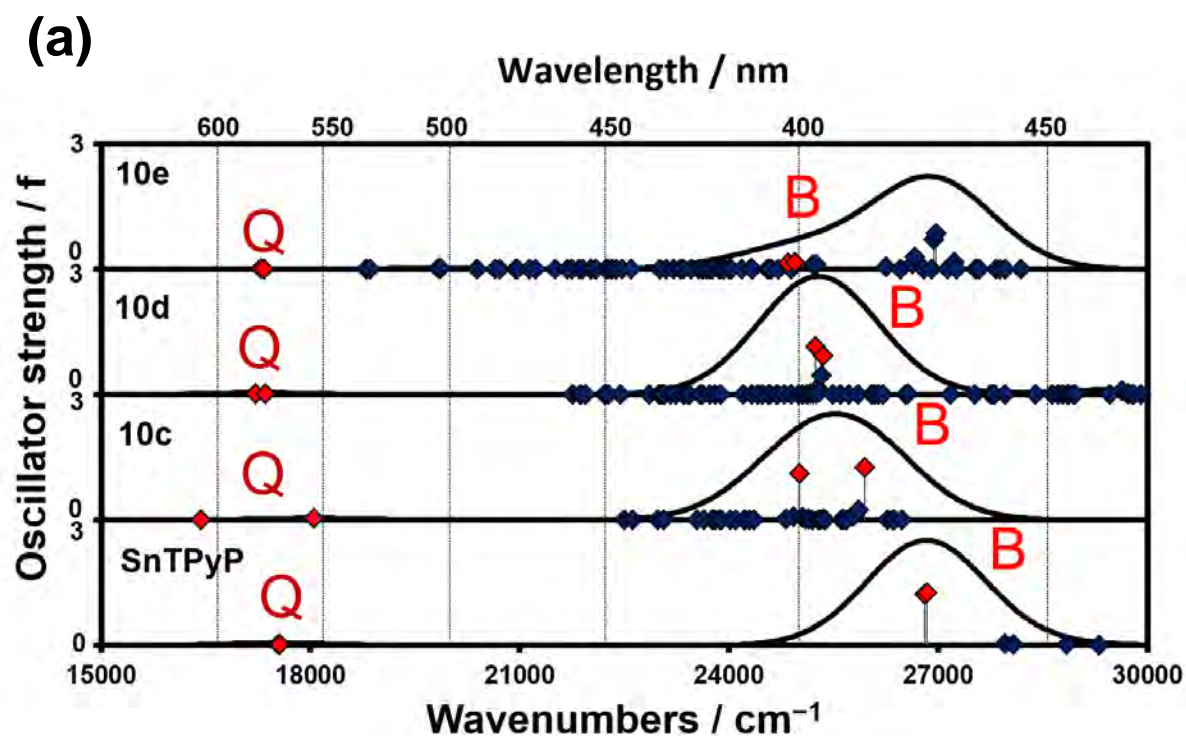 (a)
Wavelength / nm
600 550 500 450 400 450
Oscillator strength / f
3
10e
Q
B
0
3
10d
Q
B
0
3
10c
Q
B
0
3
SnTPyP
Q
B
0
15000 18000 21000 24000 27000 30000
Wavenumbers / cm⁻¹